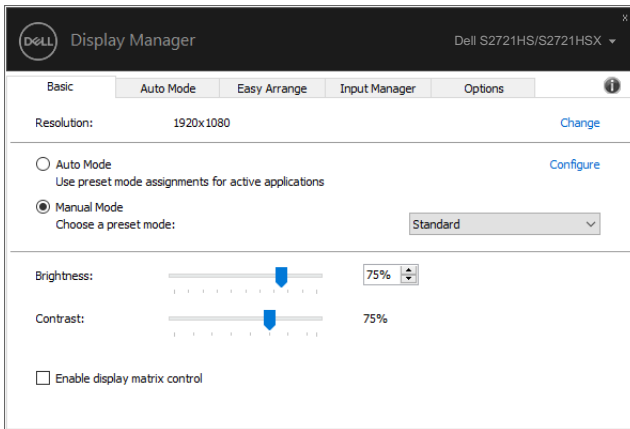 DELL Display Manager Dell S2721HS/S2721HSX
Basic Auto Mode Easy Arrange Input Manager Options
Resolution: 1920x1080 Change
Auto Mode Configure
Use preset mode assignments for active applications
Manual Mode
Choose a preset mode: Standard
Brightness: 75%
Contrast: 75%
Enable display matrix control